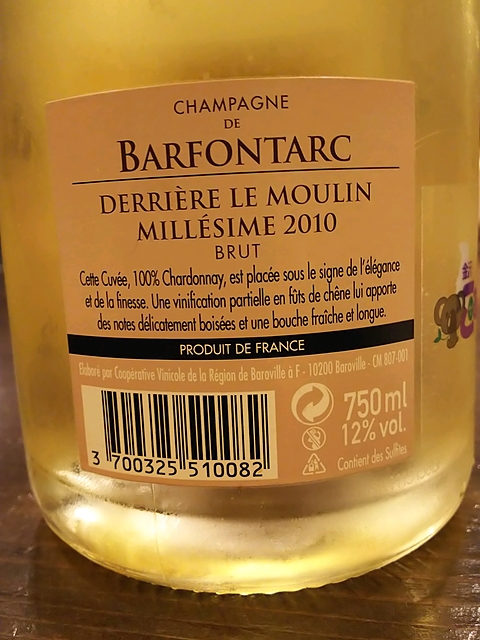 CHAMPAGNE
DE
BARFONTARC
DERRIÈRE LE MOULIN
MILLÉSIME 2010
BRUT
Cette Cuvée, 100% Chardonnay, est placée sous le signe de l'élégance
et de la finesse. Une vinification partielle en fûts de chêne lui apporte
des notes délicatement boisées et une bouche fraîche et longue.
PRODUIT DE FRANCE
Elaboré par Coopérative Vinicole de la Région de Baroville à F - 10200 Baroville - CM 807-001
750 ml
12% vol.
Contient des Sulfites
3 700325 510082